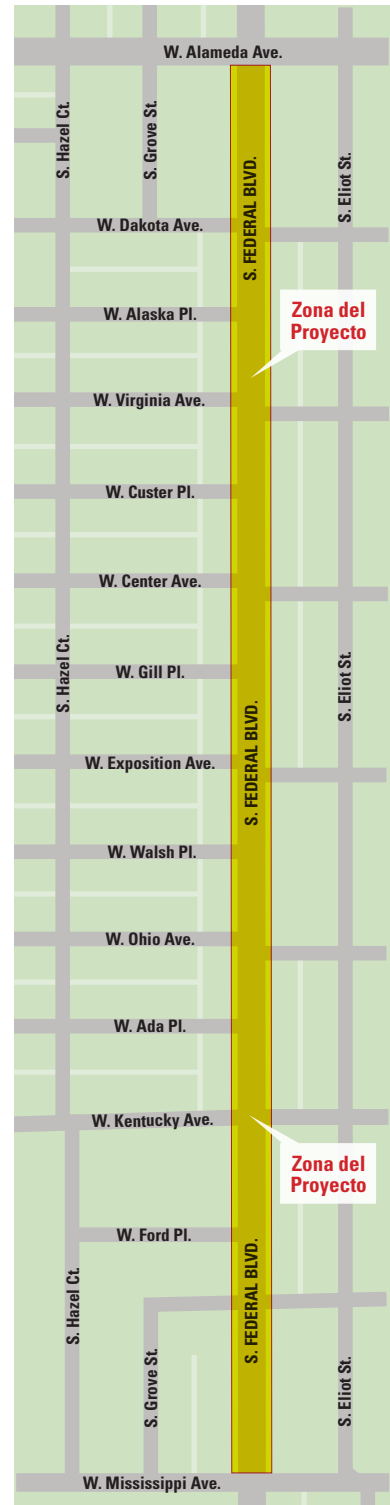 W. Alameda Ave.
S. Hazel Ct.
S. Grove St.
S. FEDERAL BLVD.
S. Eliot St.
W. Dakota Ave.
W. Alaska Pl.
Zona del
Proyecto
W. Virginia Ave.
W. Custer Pl.
W. Center Ave.
S. Hazel Ct.
W. Gill Pl.
S. Eliot St.
S. FEDERAL BLVD.
W. Exposition Ave.
W. Walsh Pl.
W. Ohio Ave.
W. Ada Pl.
W. Kentucky Ave.
Zona del
Proyecto
W. Ford Pl.
S. Hazel Ct.
S. Grove St.
S. FEDERAL BLVD.
S. Eliot St.
W. Mississippi Ave.